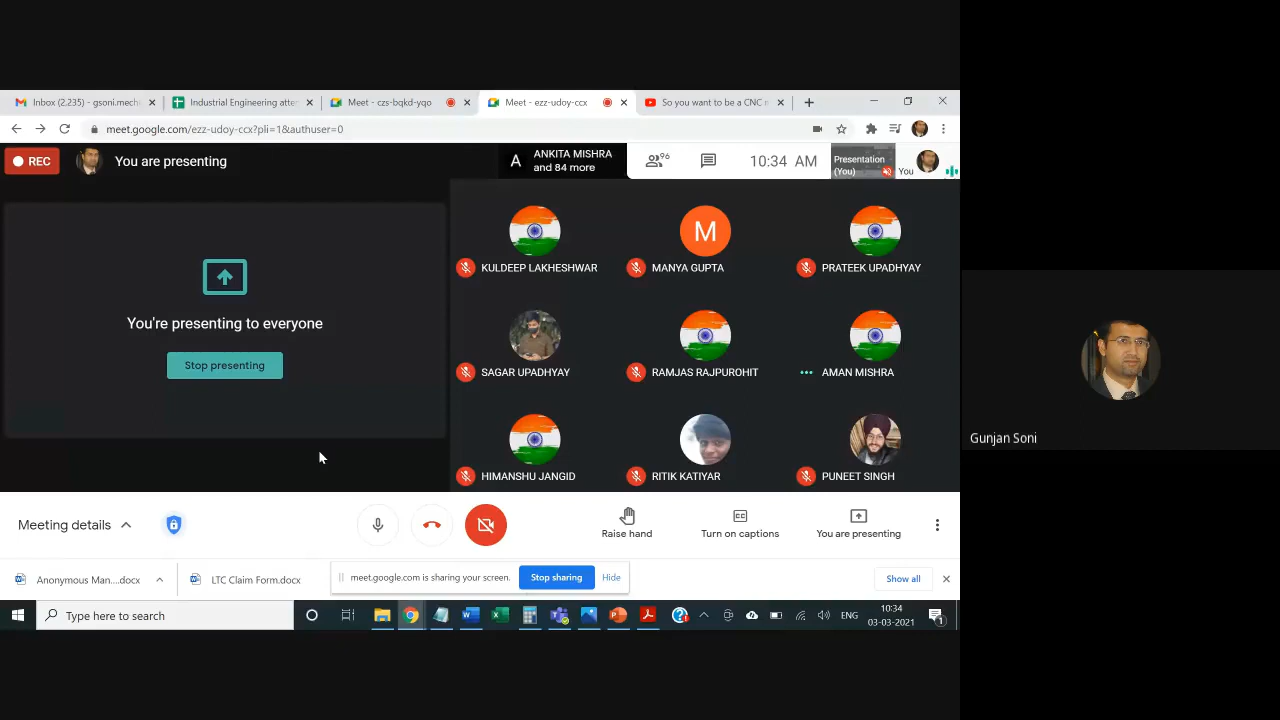 Inbox (2,235) - gsoni.mech
Industrial Engineering atte
Meet - czs-bqkd-yqo
Meet - ezz-udoy-ccx
So you want to be a CNC
meet.google.com/ezz-udoy-ccx?pli=1&authuser=0
REC
You are presenting
A
ANKITA MISHRA
and 84 more
96
10:34 AM
Presentation
(You)
You
KULDEEP LAKHESHWAR
M
MANYA GUPTA
PRATEEK UPADHYAY
You're presenting to everyone
Stop presenting
SAGAR UPADHYAY
RAMJAS RAJPUROHIT
AMAN MISHRA
HIMANSHU JANGID
RITIK KATIYAR
PUNEET SINGH
Gunjan Soni
Meeting details
Raise hand
Turn on captions
You are presenting
Anonymous Man....docx
LTC Claim Form.docx
meet.google.com is sharing your screen.
Stop sharing
Hide
Show all
Type here to search
ENG
10:34
03-03-2021
1